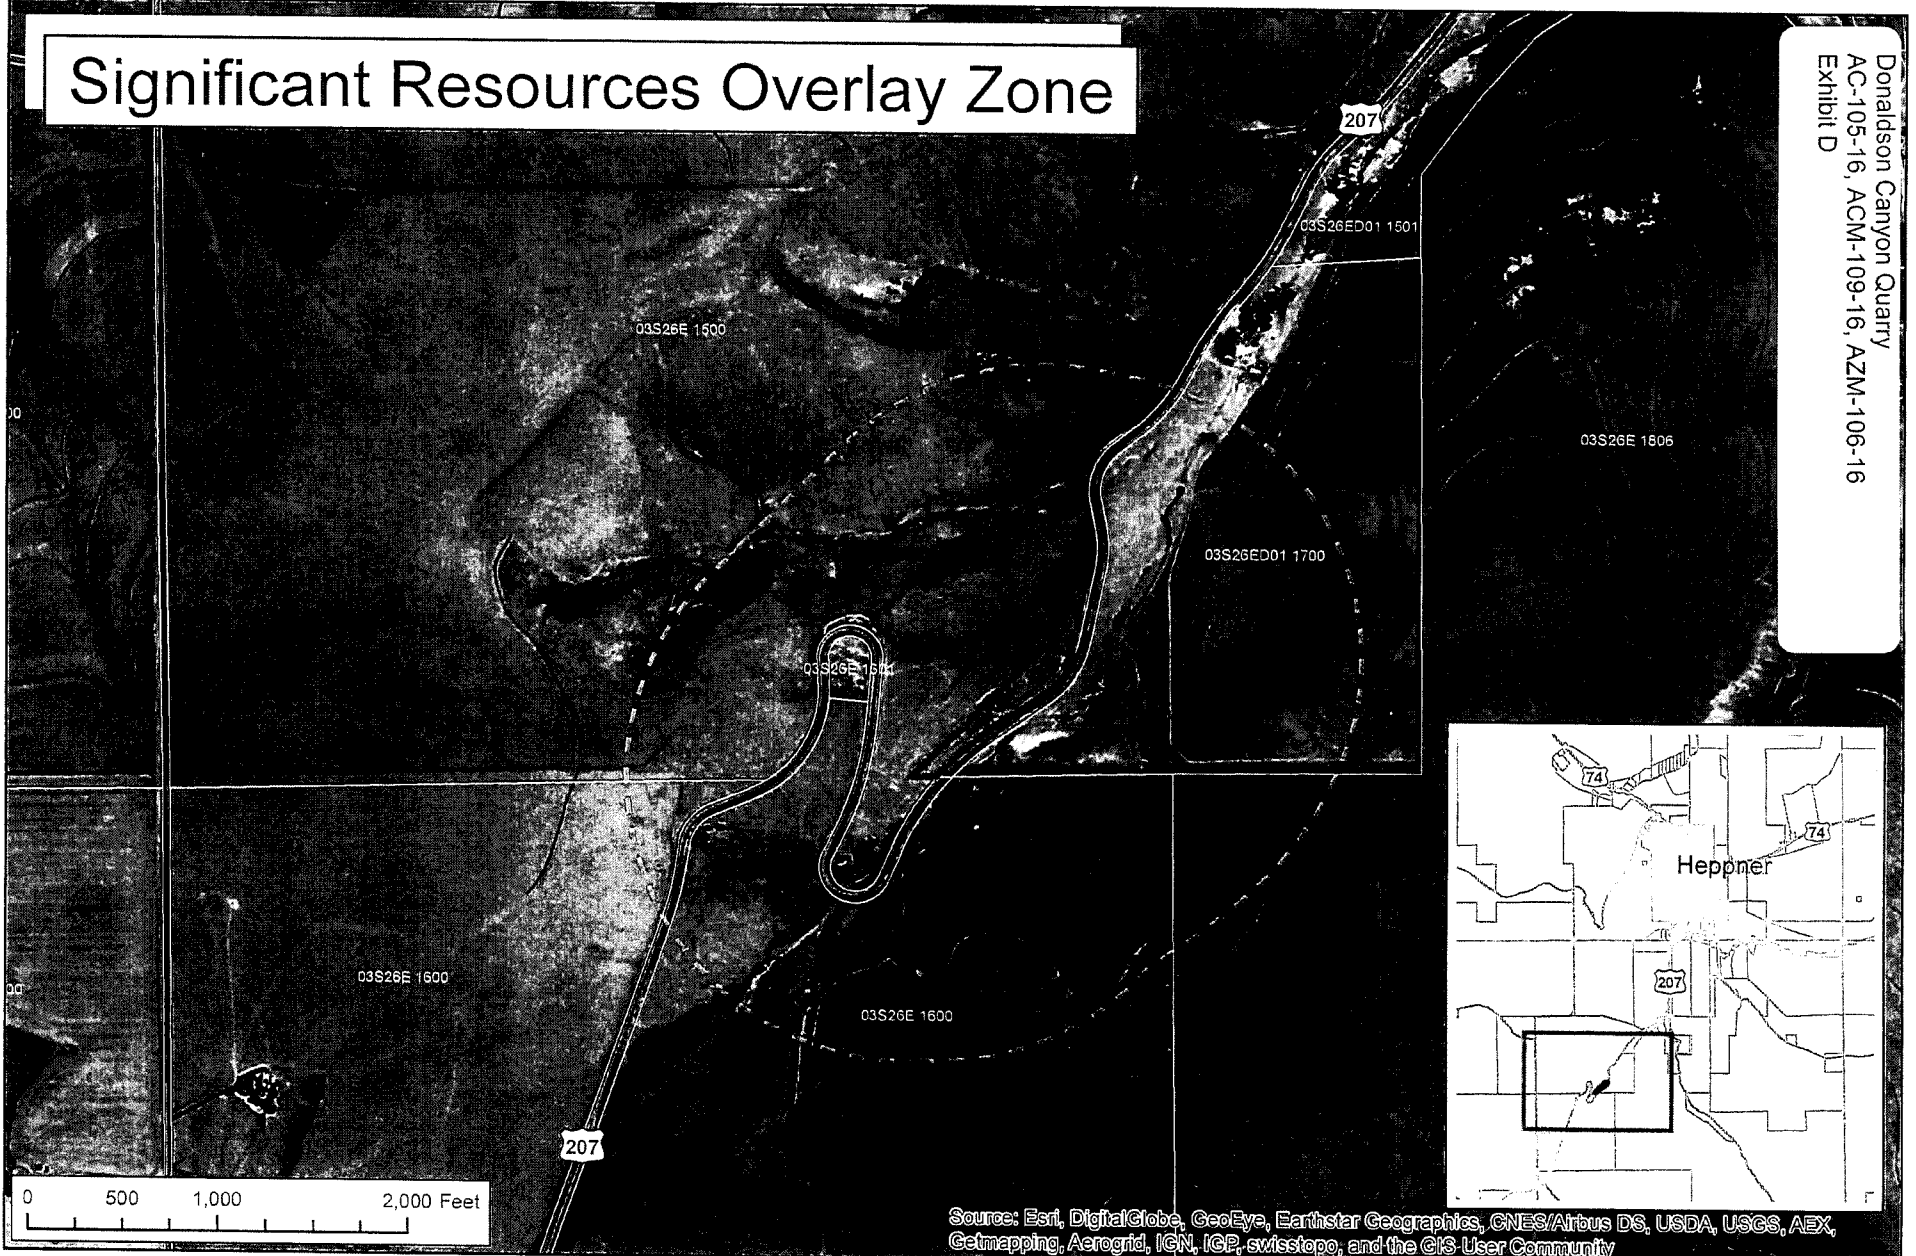 Significant Resources Overlay Zone
Donaldson Canyon Quarry
AC-105-16, ACM-109-16, AZM-106-16
Exhibit D
207
03S26ED01 1501
03S26E 1500
03S26E 1806
03S26ED01 1700
03S26E
03S26E 1600
03S26E 1600
207
74
74
Heppner
207
0 500 1,000 2,000 Feet
Source: Esri, DigitalGlobe, GeoEye, Earthstar Geographics, CNES/Airbus DS, USDA, USGS, AEX,
Getmapping, Aerogrid, IGN, IGP, swisstopo, and the GIS User Community